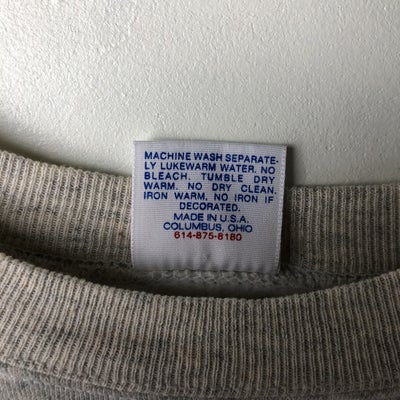 MACHINE WASH SEPARATE-
LY LUKEWARM WATER. NO
BLEACH. TUMBLE DRY
WARM. NO DRY CLEAN.
IRON WARM. NO IRON IF
DECORATED.
MADE IN U.S.A.
COLUMBUS, OHIO
614-875-8180